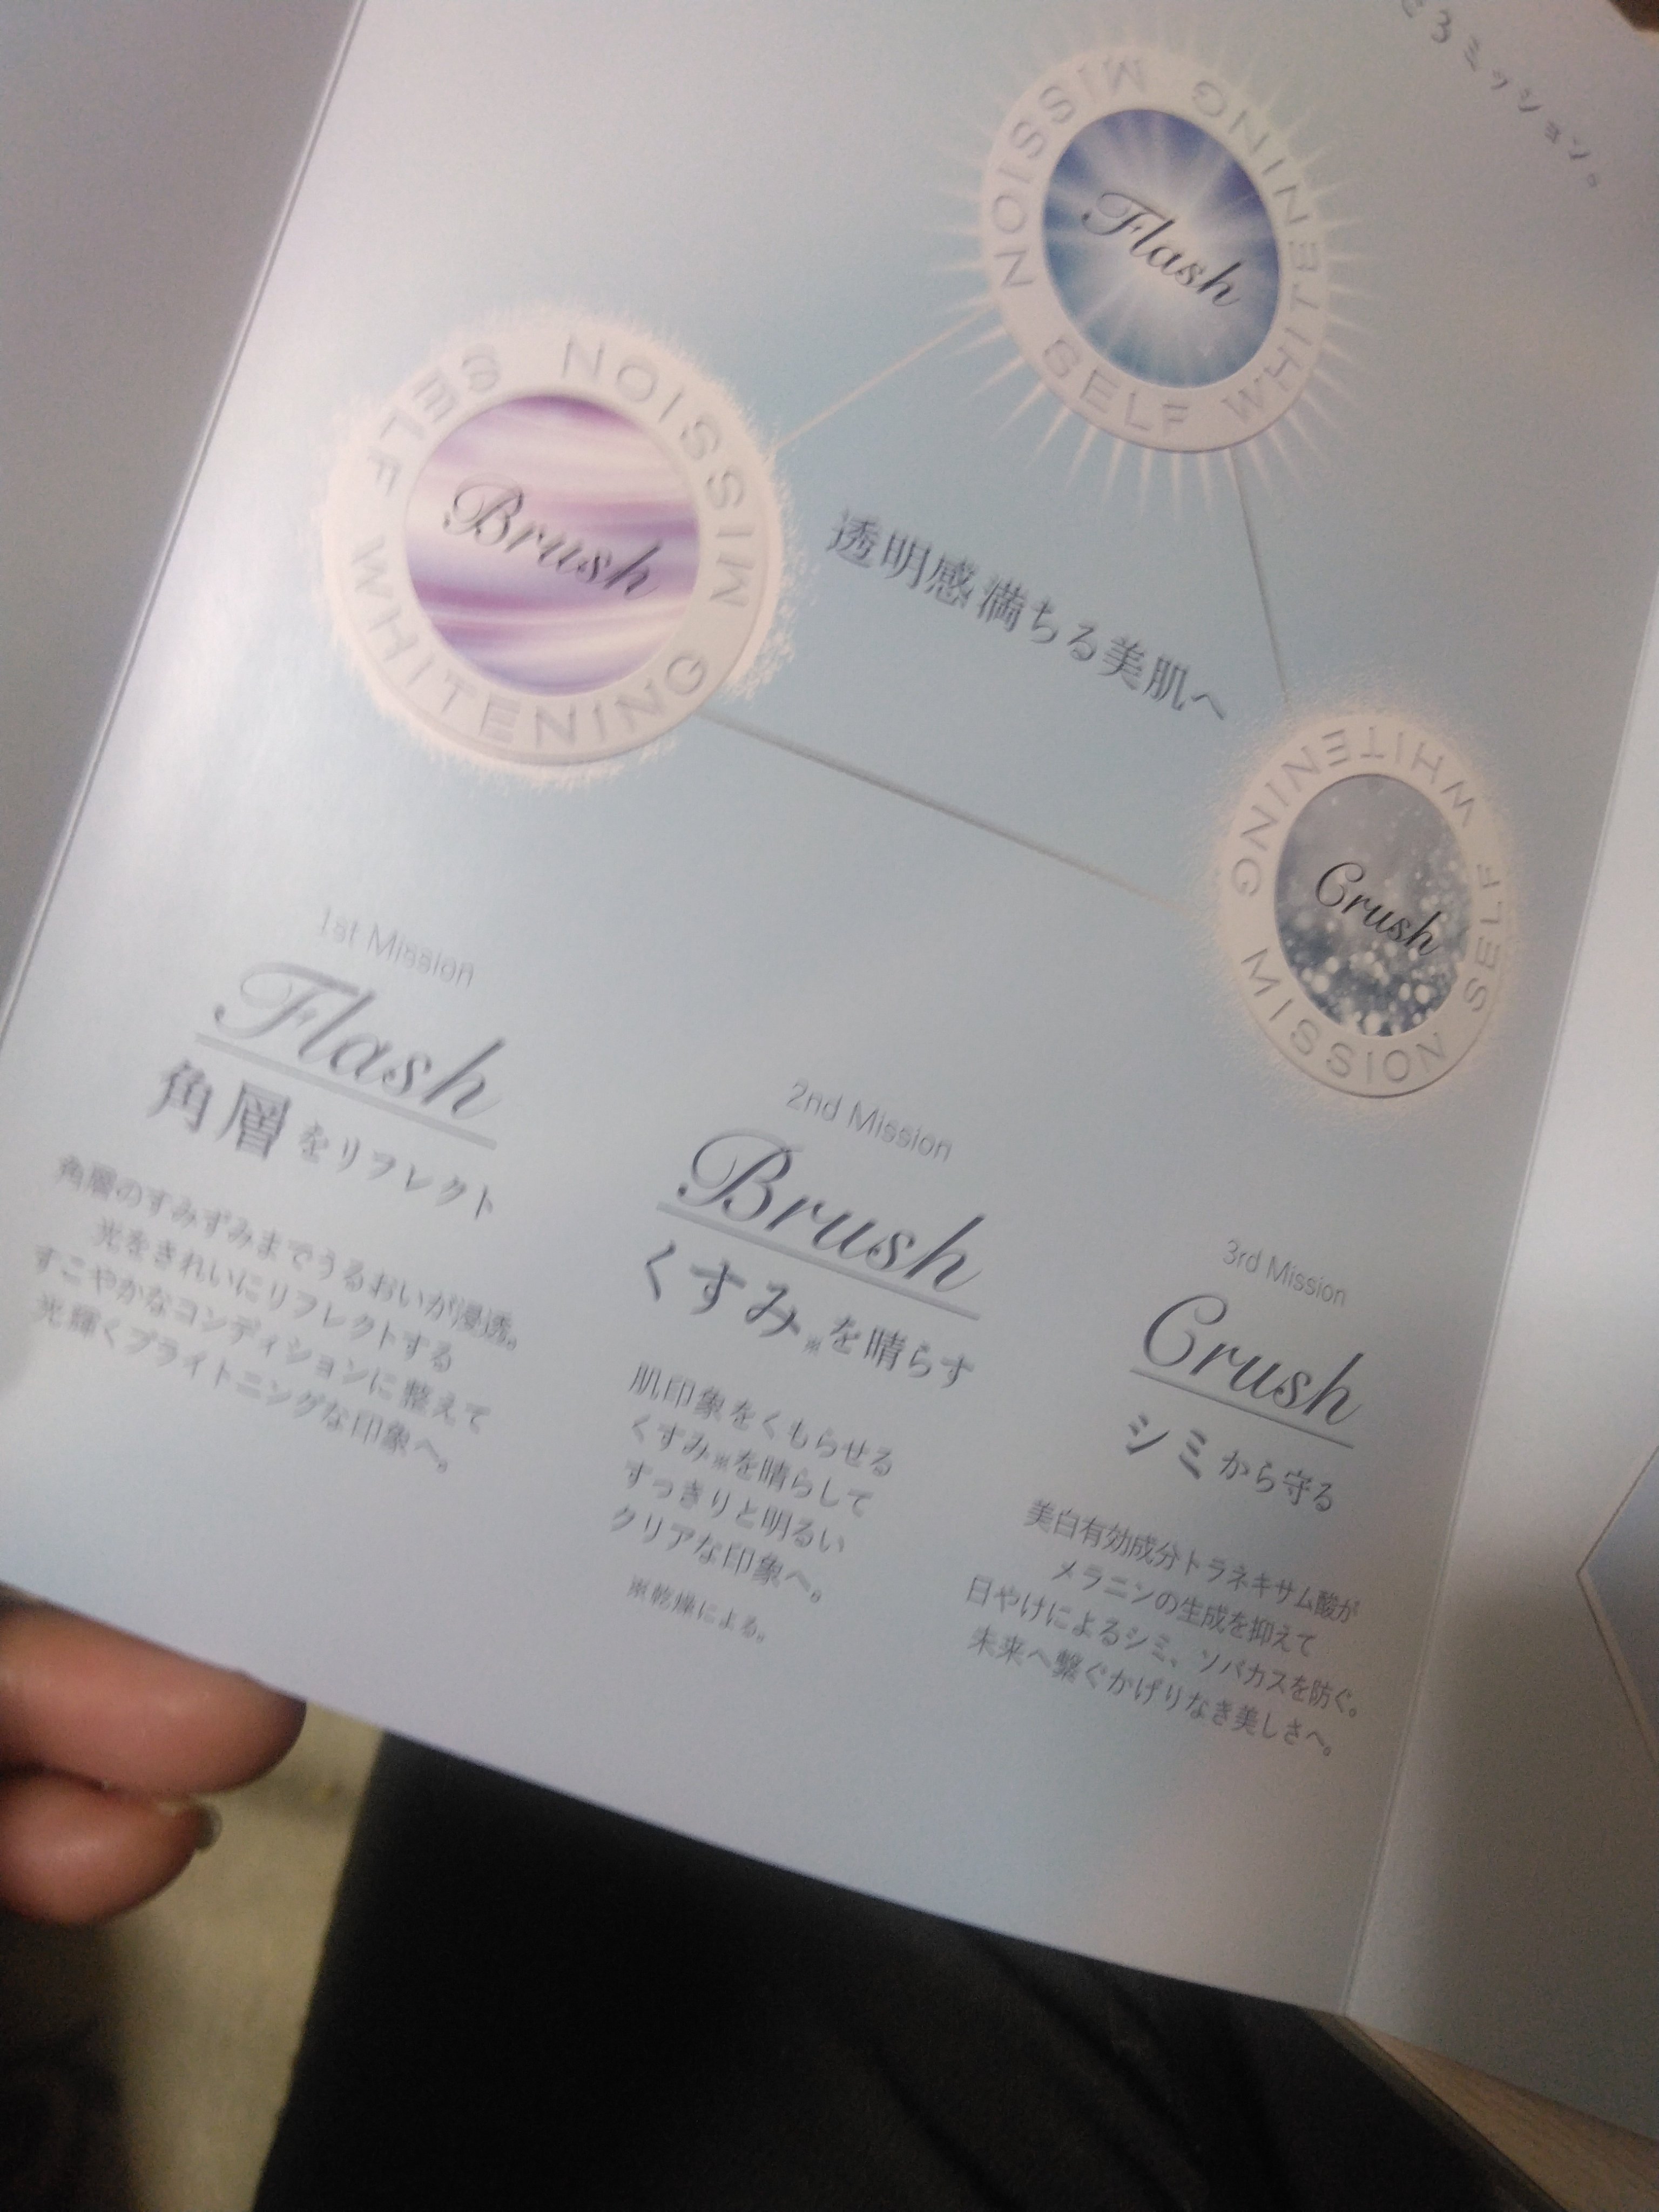 3ミッション。
SELF WHITENING MISSION
Flash
SELF WHITENING MISSION
Brush
透明感満ちる美肌へ
SELF WHITENING MISSION
Crush
1st Mission
Flash
角層をリフレクト
角層のすみずみまでうるおいが浸透。
光をきれいにリフレクトする
すこやかなコンディションに整えて
光輝くブライトニングな印象へ。
2nd Mission
Brush
くすみ※を晴らす
肌印象をくもらせる
くすみ※を晴らして
すっきりと明るい
クリアな印象へ。
※乾燥による。
3rd Mission
Crush
シミから守る
美白有効成分トラネキサム酸が
メラニンの生成を抑えて
日やけによるシミ、ソバカスを防ぐ。
未来へ繋ぐかげりなき美しさへ。